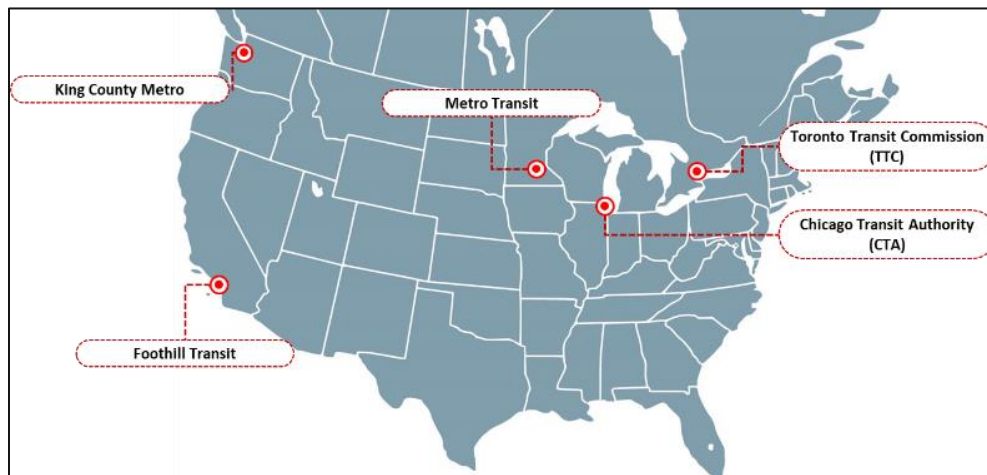 King County Metro
Metro Transit
Toronto Transit Commission
(TTC)
Chicago Transit Authority
(CTA)
Foothill Transit